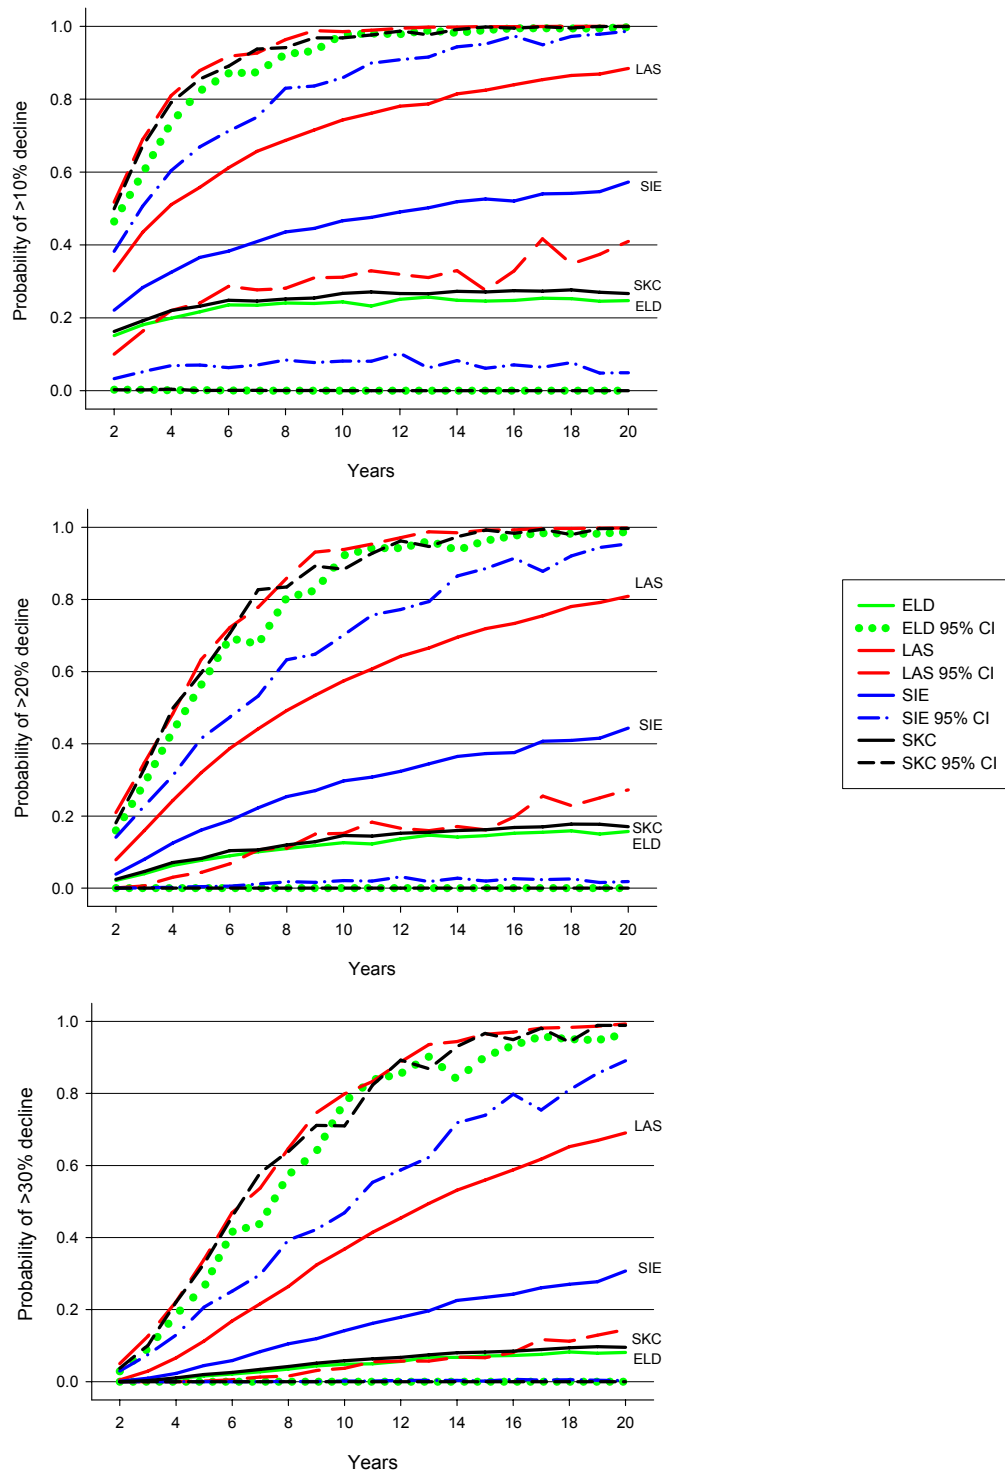 Probability of >10% decline
1.0
0.8
0.6
0.4
0.2
0.0
LAS
SIE
SKC
ELD
2 4 6 8 10 12 14 16 18 20
Years
Probability of >20% decline
1.0
0.8
0.6
0.4
0.2
0.0
LAS
SIE
SKC
ELD
2 4 6 8 10 12 14 16 18 20
Years
ELD
ELD 95% CI
LAS
LAS 95% CI
SIE
SIE 95% CI
SKC
SKC 95% CI
Probability of >30% decline
1.0
0.8
0.6
0.4
0.2
0.0
LAS
SIE
SKC
ELD
2 4 6 8 10 12 14 16 18 20
Years